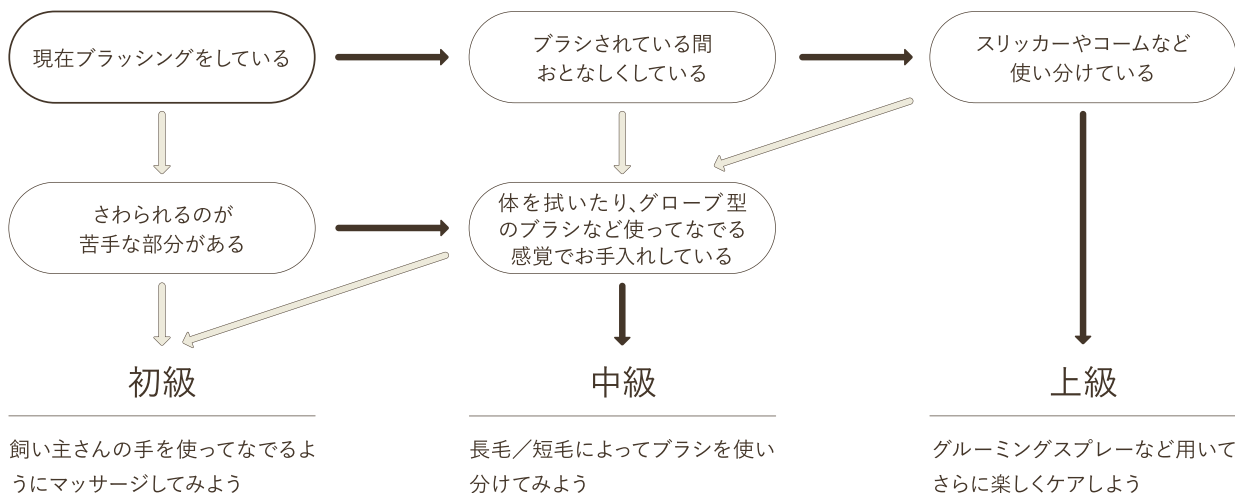 現在ブラッシングをしている
ブラシされている間
おとなしくしている
スリッカーやコームなど
使い分けている
さわられるのが
苦手な部分がある
体を拭いたり、グローブ型
のブラシなど使ってなでる
感覚でお手入れしている
初級
中級
上級
飼い主さんの手を使ってなでるよ
うにマッサージしてみよう
長毛／短毛によってブラシを使い
分けてみよう
グルーミングスプレーなど用いて
さらに楽しくケアしよう